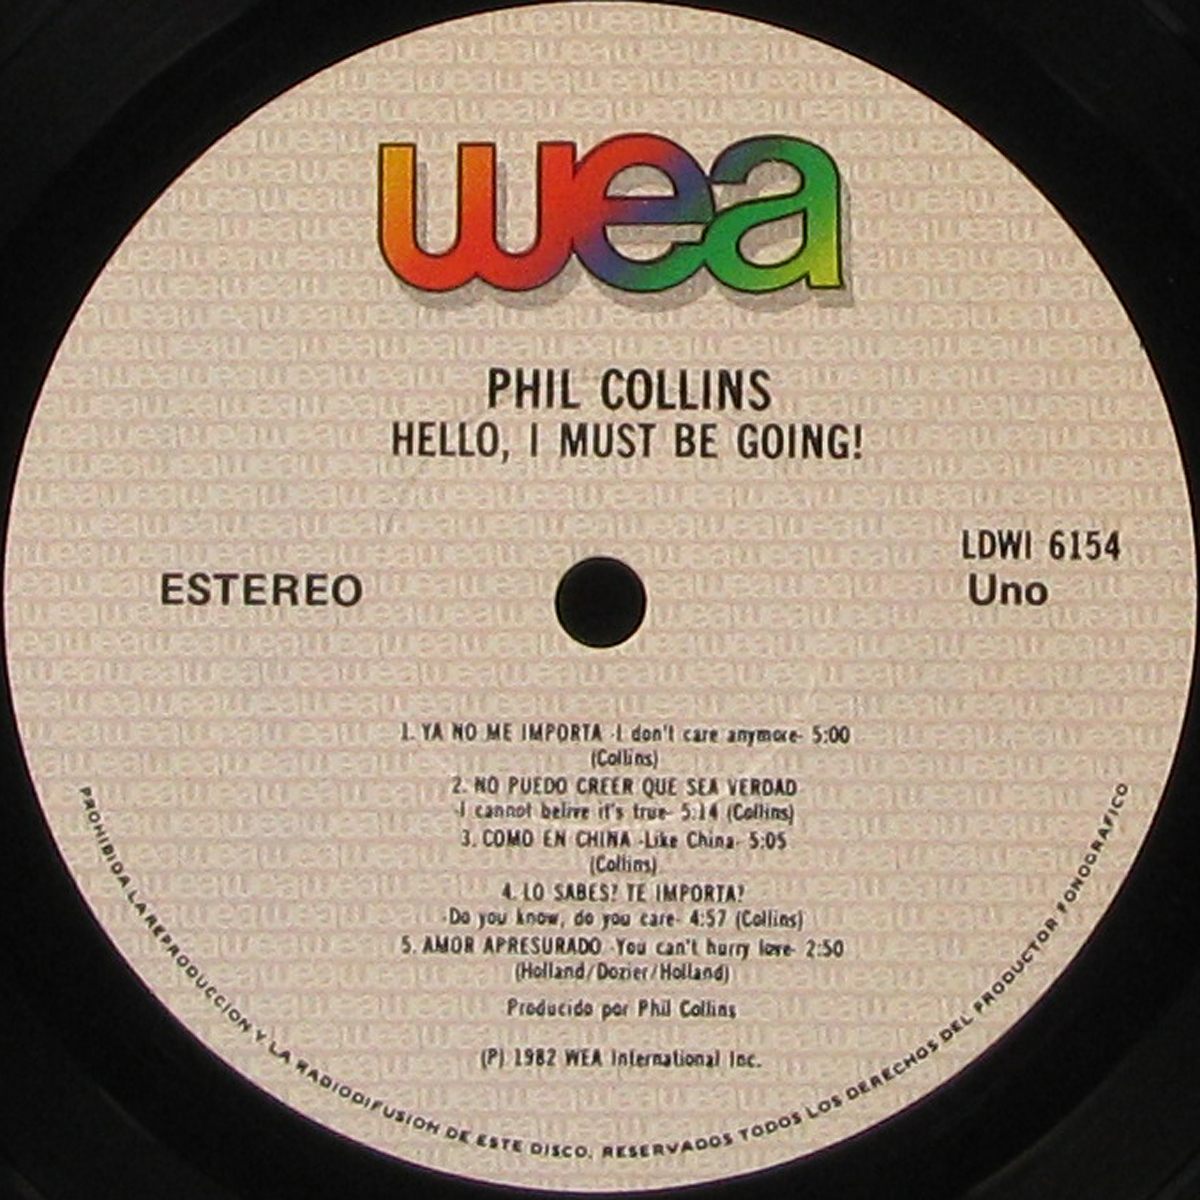 wea
PHIL COLLINS
HELLO, I MUST BE GOING!
LDWI 6154
ESTEREO
Uno
1. YA NO ME IMPORTA -I don't care anymore- 5:00
(Collins)
2. NO PUEDO CREER QUE SEA VERDAD
-I cannot belive it's true- 5:14 (Collins)
3. COMO EN CHINA -Like China- 5:05
(Collins)
4. LO SABES? TE IMPORTA?
-Do you know, do you care- 4:57 (Collins)
5. AMOR APRESURADO -You can't hurry love- 2:50
(Holland/Dozier/Holland)
Producido por Phil Collins
(P) 1982 WEA International Inc.
PROHIBIDA LA REPRODUCCION Y LA RADIODIFUSION DE ESTE DISCO, RESERVADOS TODOS LOS DERECHOS DEL PRODUCTOR FONOGRAFICO